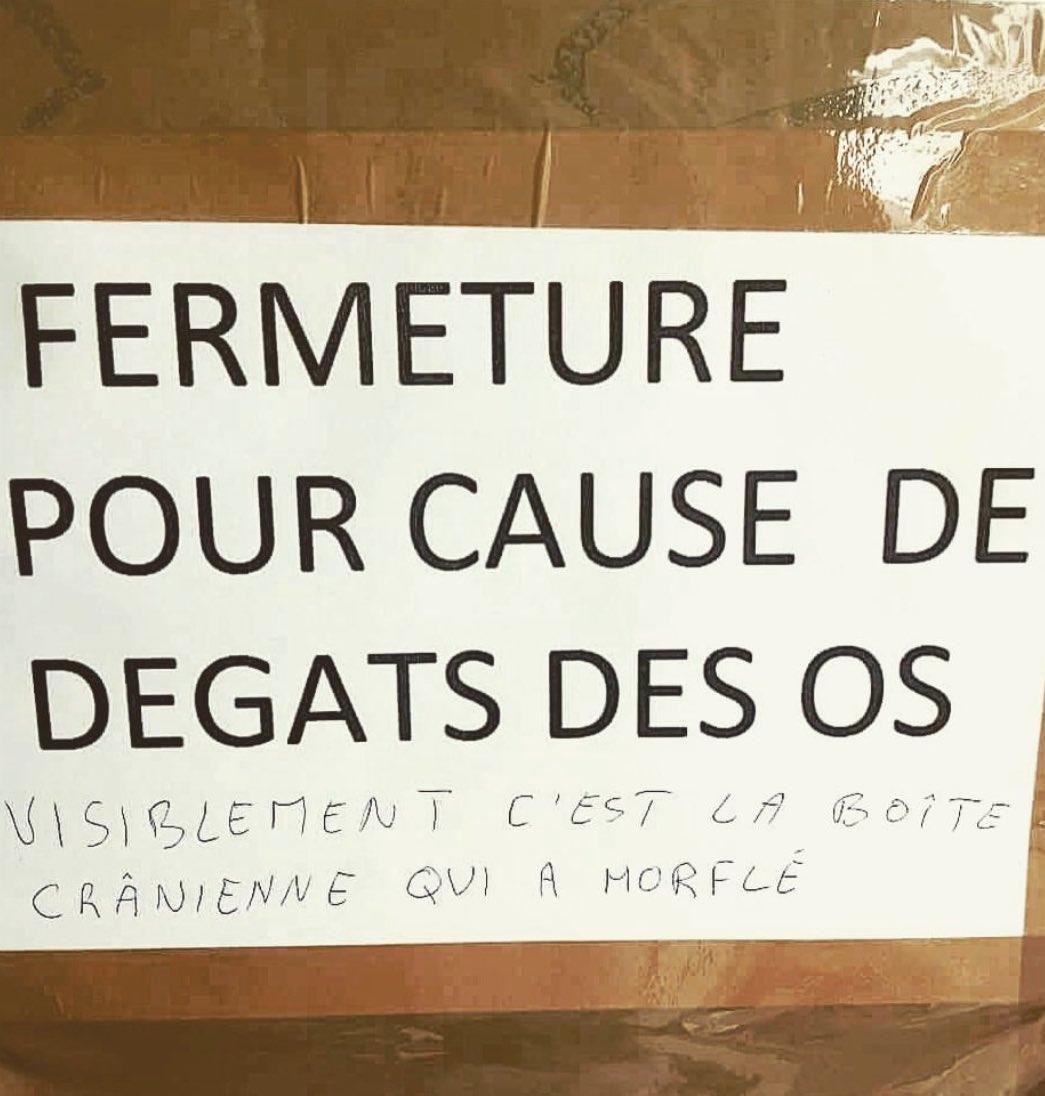 FERMETURE
POUR CAUSE DE
DEGATS DES OS
VISIBLEMENT C'EST LA BOÎTE
CRÂNIENNE QUI A MORFLÉ